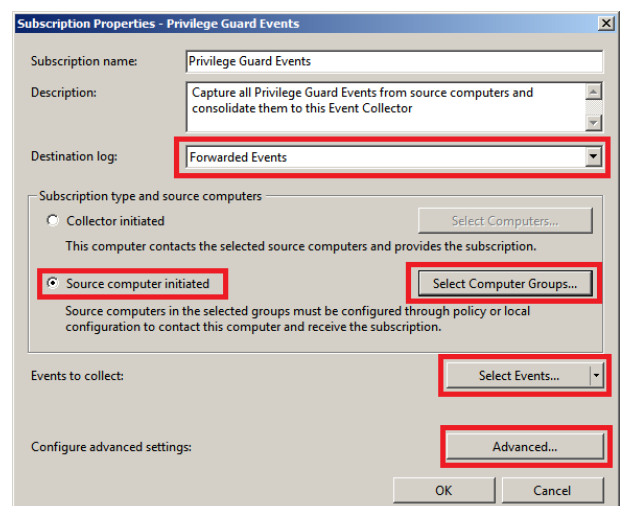 Subscription Properties - Privilege Guard Events
Subscription name:
Privilege Guard Events
Description:
Capture all Privilege Guard Events from source computers and
consolidate them to this Event Collector
Destination log:
Forwarded Events
Subscription type and source computers
Collector initiated
Select Computers...
This computer contacts the selected source computers and provides the subscription.
Source computer initiated
Select Computer Groups...
Source computers in the selected groups must be configured through policy or local
configuration to contact this computer and receive the subscription.
Events to collect:
Select Events...
Configure advanced settings:
Advanced...
OK
Cancel